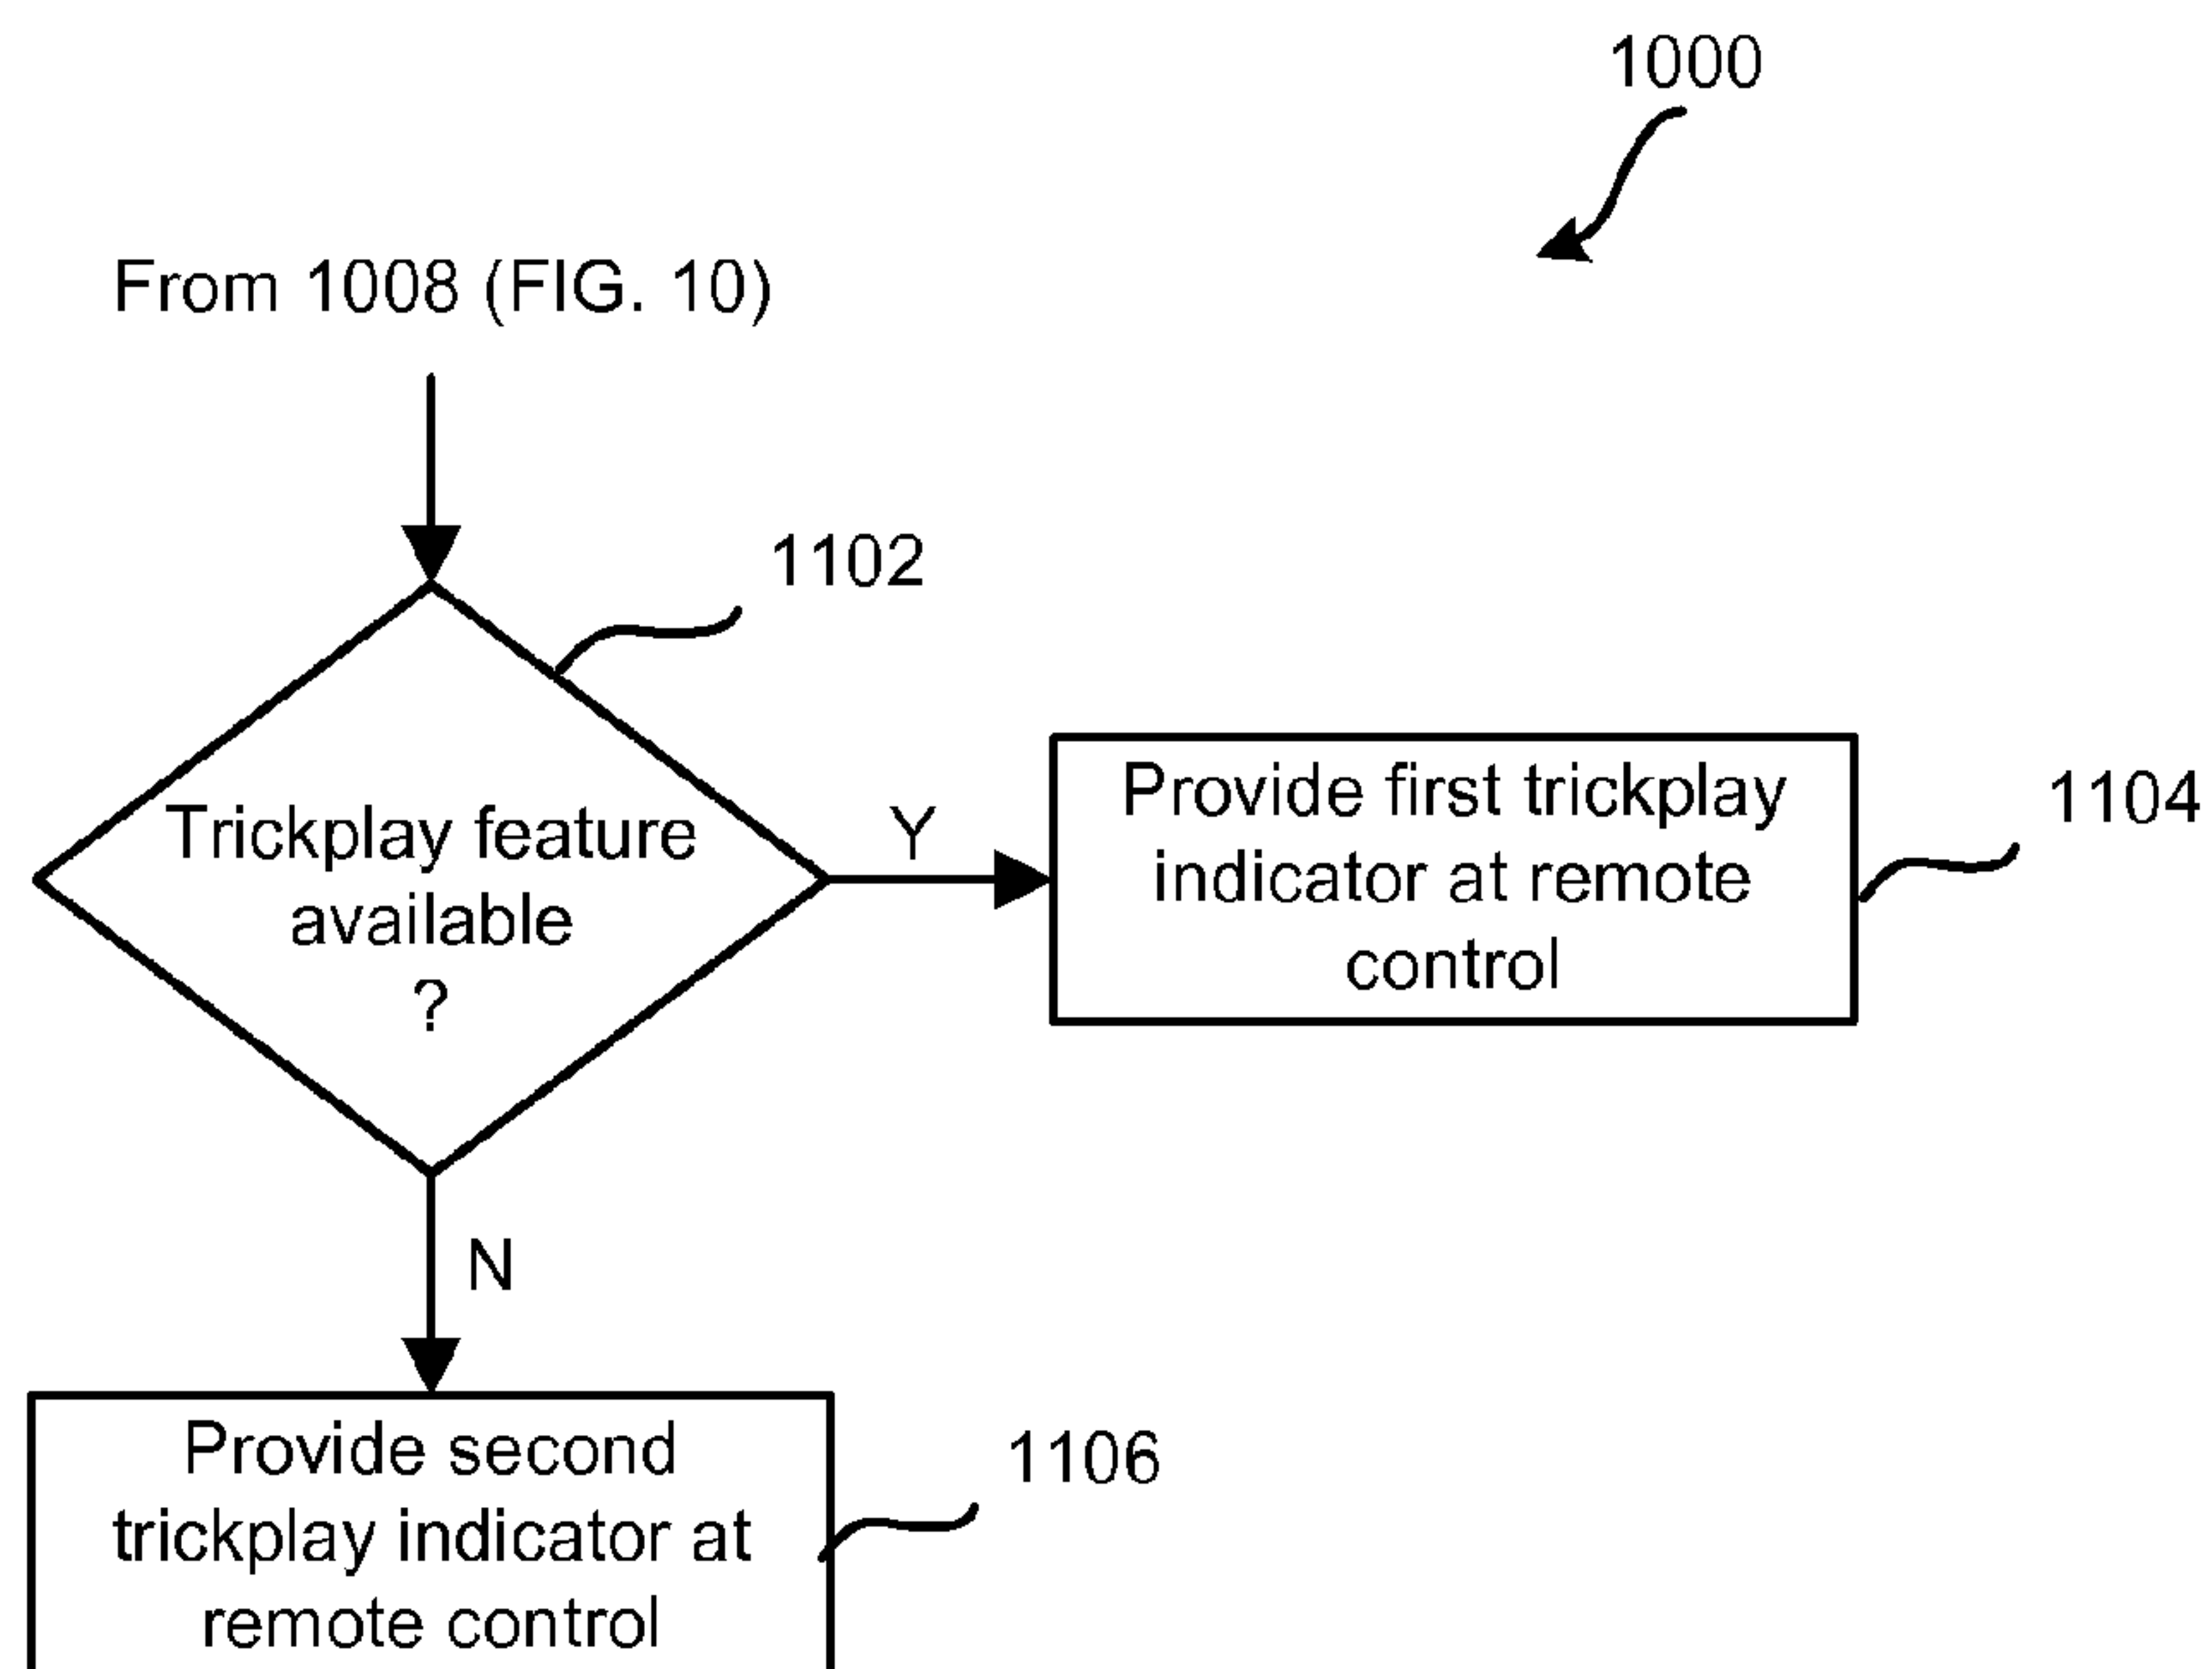 1000
From 1008 (FIG. 10)
1102
Trickplay feature
available
?
Y
Provide first trickplay
indicator at remote
control
1104
N
Provide second
trickplay indicator at
remote control
1106